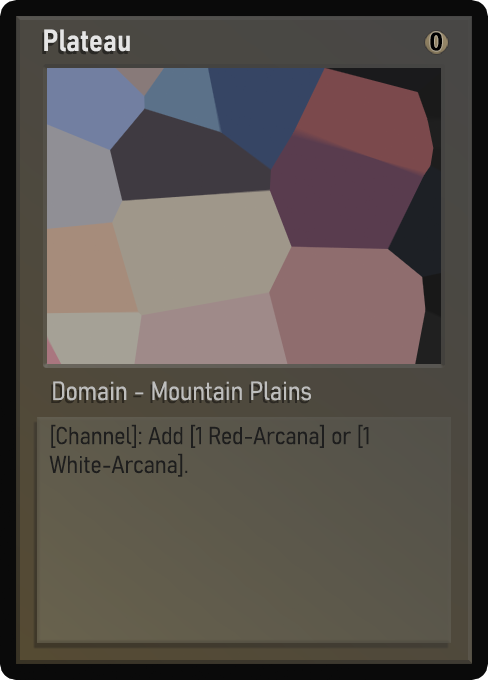 Plateau 0
Domain - Mountain Plains
[Channel]: Add [1 Red-Arcana] or [1
White-Arcana].